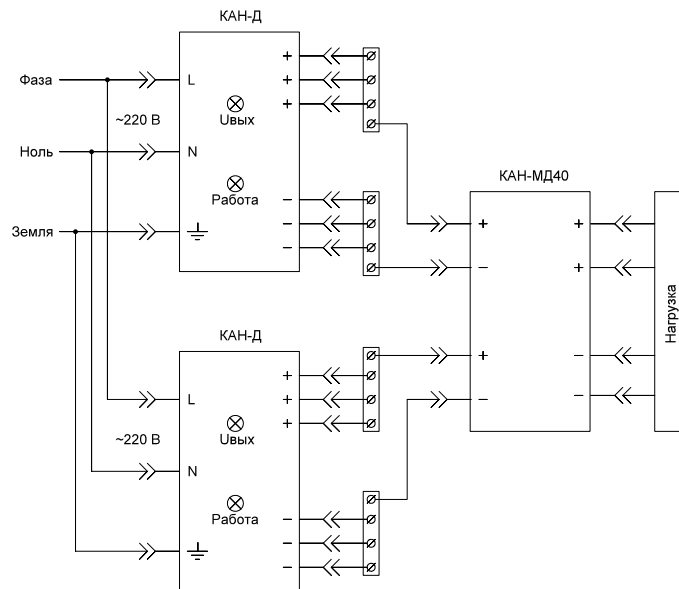 КАН-Д
Фаза
L
+
+
+
~220 В
Uвых
Ноль
N
КАН-МД40
Работа
−
−
−
Земля
+
+
−
+
Нагрузка
КАН-Д
+
−
+
−
−
L
+
+
~220 В
Uвых
N
Работа
−
−
−